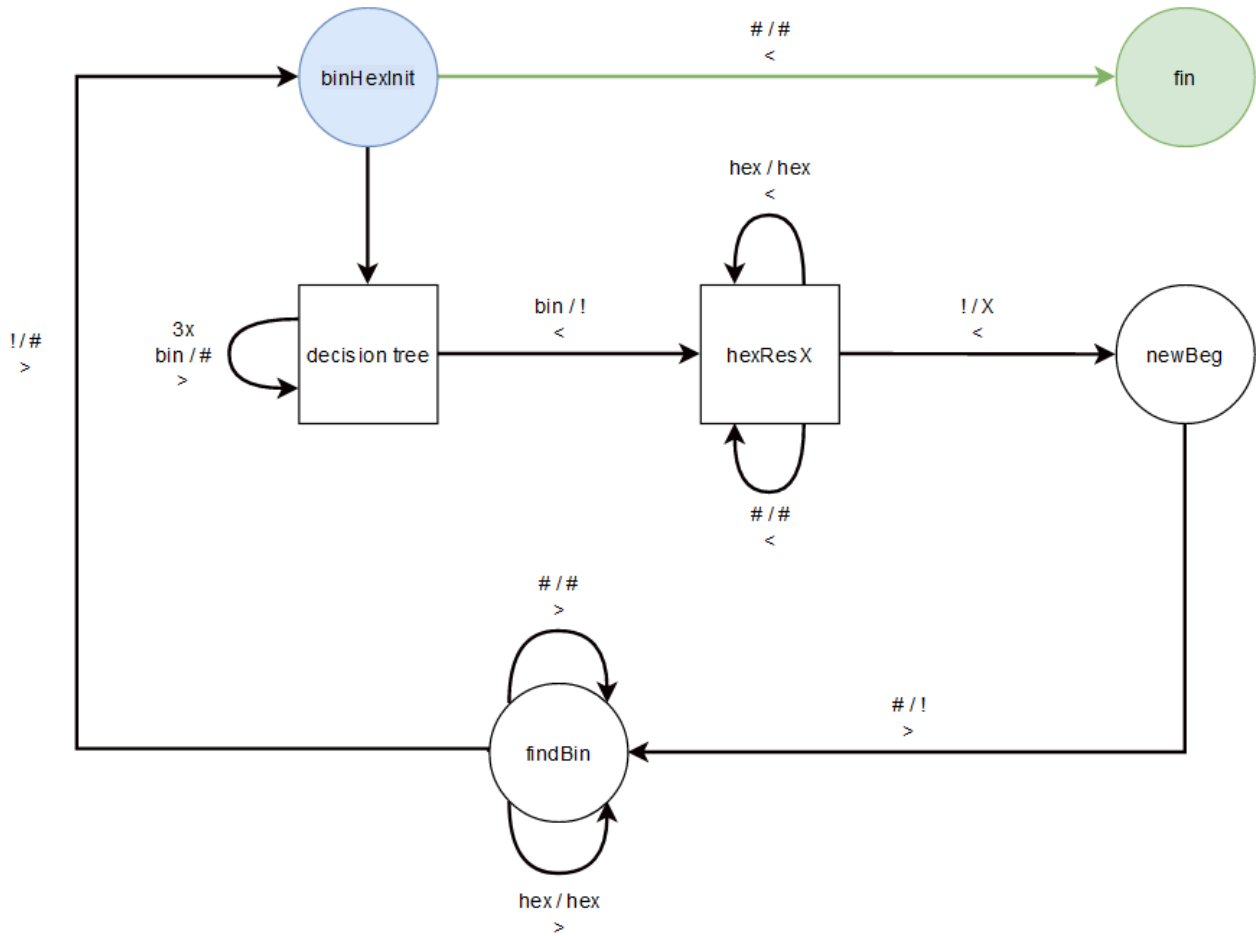 # / #
<
binHexInit
fin
hex / hex
<
! / #
>
3x
bin / #
>
decision tree
bin / !
<
hexResX
! / X
<
newBeg
# / #
<
# / #
>
# / !
>
findBin
hex / hex
>